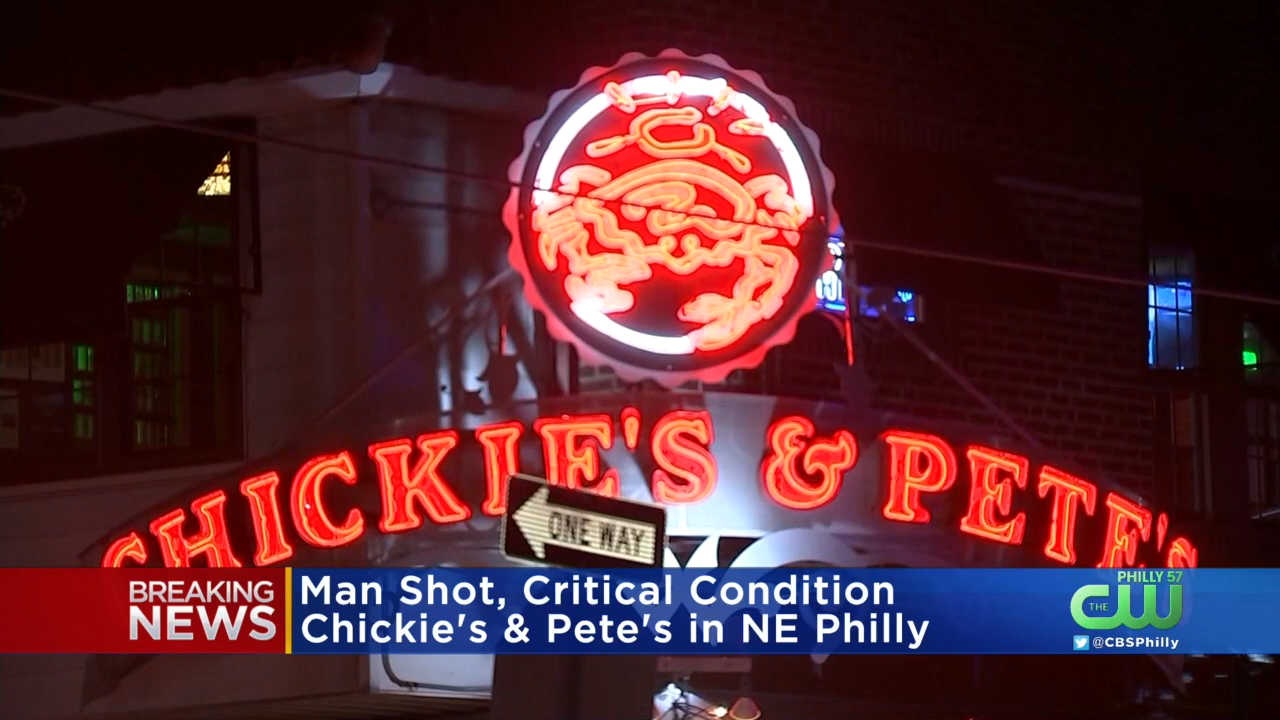 CHICKIE'S & PETE'S
ONE WAY
BREAKING
NEWS
Man Shot, Critical Condition
Chickie's & Pete's in NE Philly
PHILLY 57
THE CW
@CBSPhilly